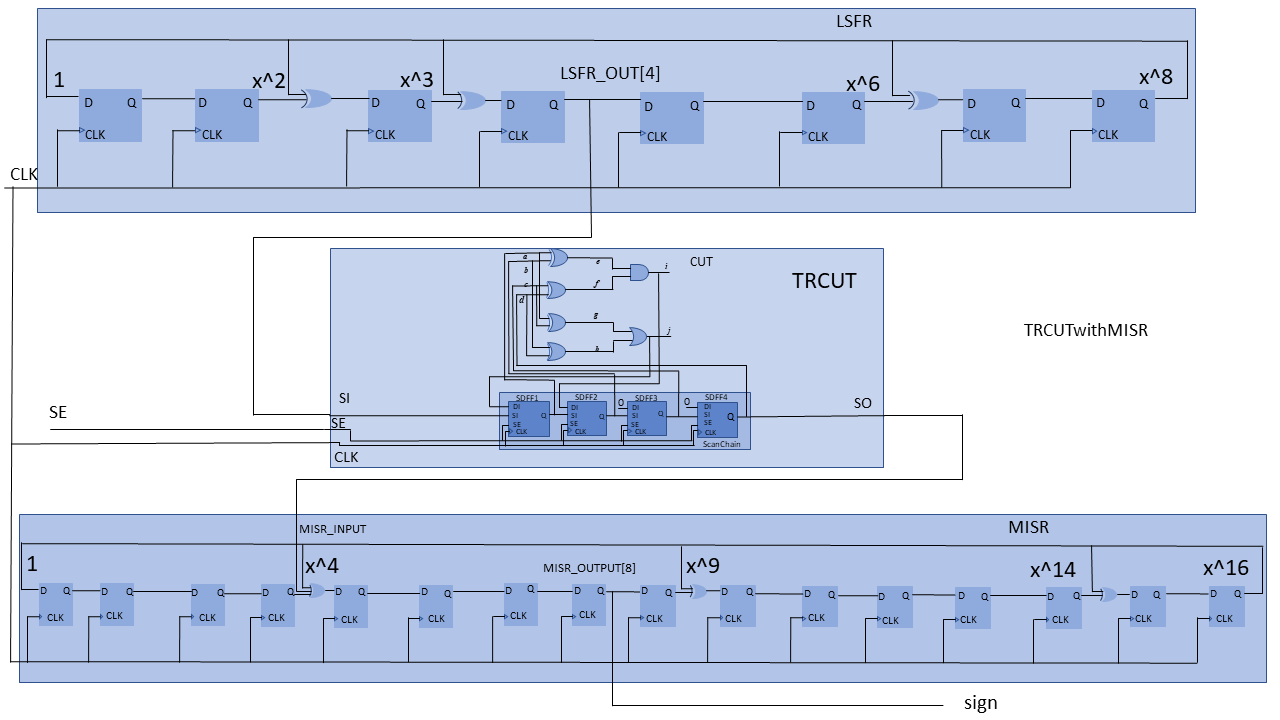 LSFR
1
x^2
x^3
LSFR_OUT[4]
x^6
x^8
D Q D Q D Q D Q D Q D Q D Q D Q
CLK CLK CLK CLK CLK CLK CLK CLK
CLK
a
b
c
d
e
f
g
h
i
j
CUT
TRCUT
TRCUTwithMISR
SI
SE
SE
CLK
SO
SDFF1 SDFF2 SDFF3 SDFF4
0 0
DI DI DI DI
SI Q SI Q SI Q SI Q
SE SE SE SE
CLK CLK CLK CLK
ScanChain
MISR
MISR_INPUT
1
x^4
MISR_OUTPUT[8]
x^9
x^14
x^16
D Q D Q D Q D Q D Q D Q D Q D Q D Q D Q D Q D Q D Q D Q D Q D Q
CLK CLK CLK CLK CLK CLK CLK CLK CLK CLK CLK CLK CLK CLK CLK CLK
sign